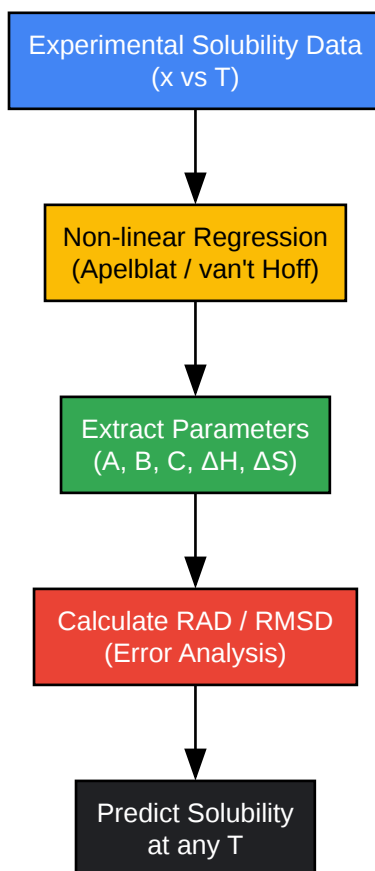 Experimental Solubility Data
(x vs T)
Non-linear Regression
(Apelblat / van't Hoff)
Extract Parameters
(A, B, C, ΔH, ΔS)
Calculate RAD / RMSD
(Error Analysis)
Predict Solubility
at any T